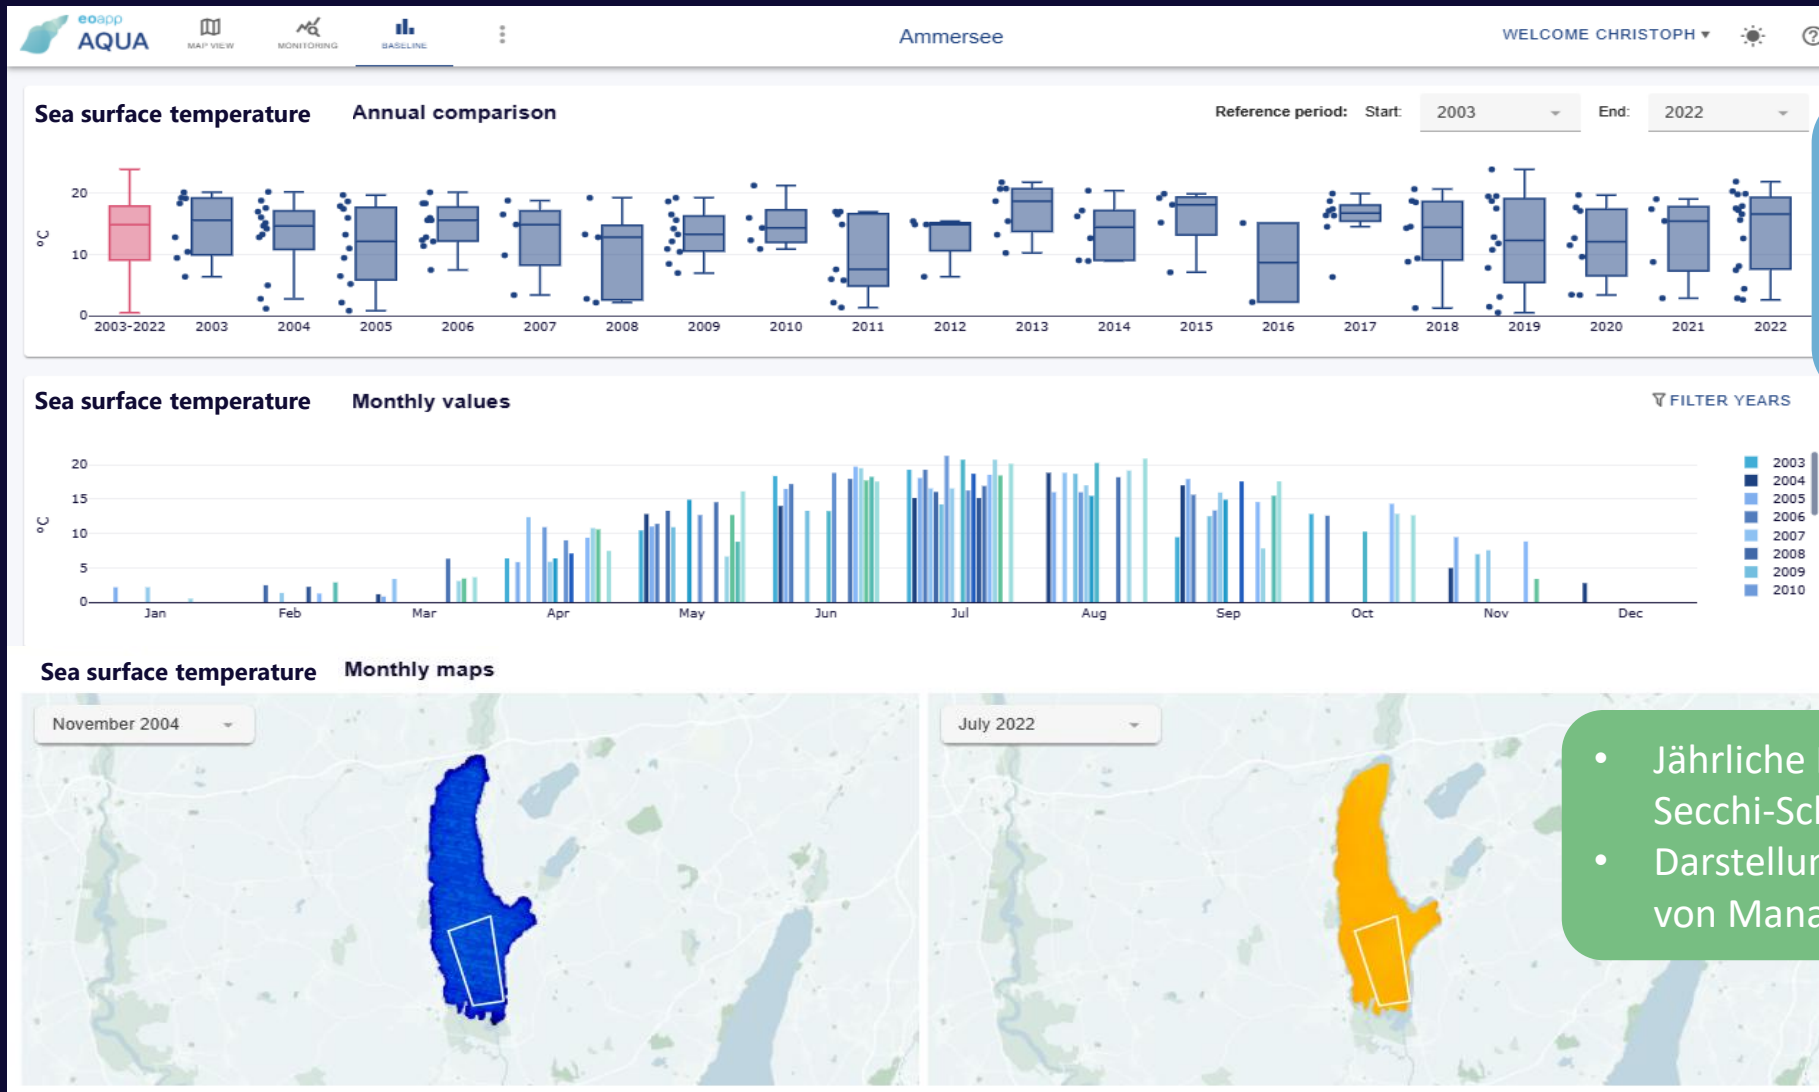 eoapp
AQUA
MAP VIEW
MONITORING
BASELINE
Ammersee
WELCOME CHRISTOPH
Sea surface temperature Annual comparison
Reference period: Start: 2003 End: 2022
°C
20
10
0
2003-2022 2003 2004 2005 2006 2007 2008 2009 2010 2011 2012 2013 2014 2015 2016 2017 2018 2019 2020 2021 2022
Sea surface temperature Monthly values
FILTER YEARS
°C
20
15
10
5
0
Jan Feb Mar Apr May Jun Jul Aug Sep Oct Nov Dec
2003
2004
2005
2006
2007
2008
2009
2010
Sea surface temperature Monthly maps
November 2004
July 2022
• Jährliche
Secchi-Scl
• Darstellur
von Mana